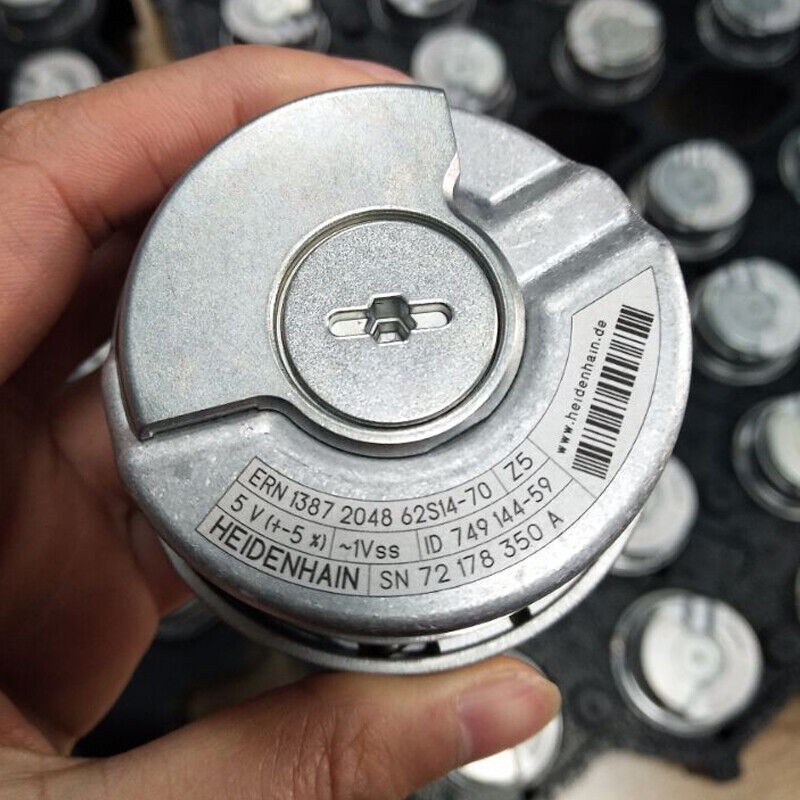 ERN 1387 2048 62S14-70 Z5
5 V (+-5 %) ~1Vss ID 749 144-59
HEIDENHAIN SN 72 178 350 A
www.heidenhain.de